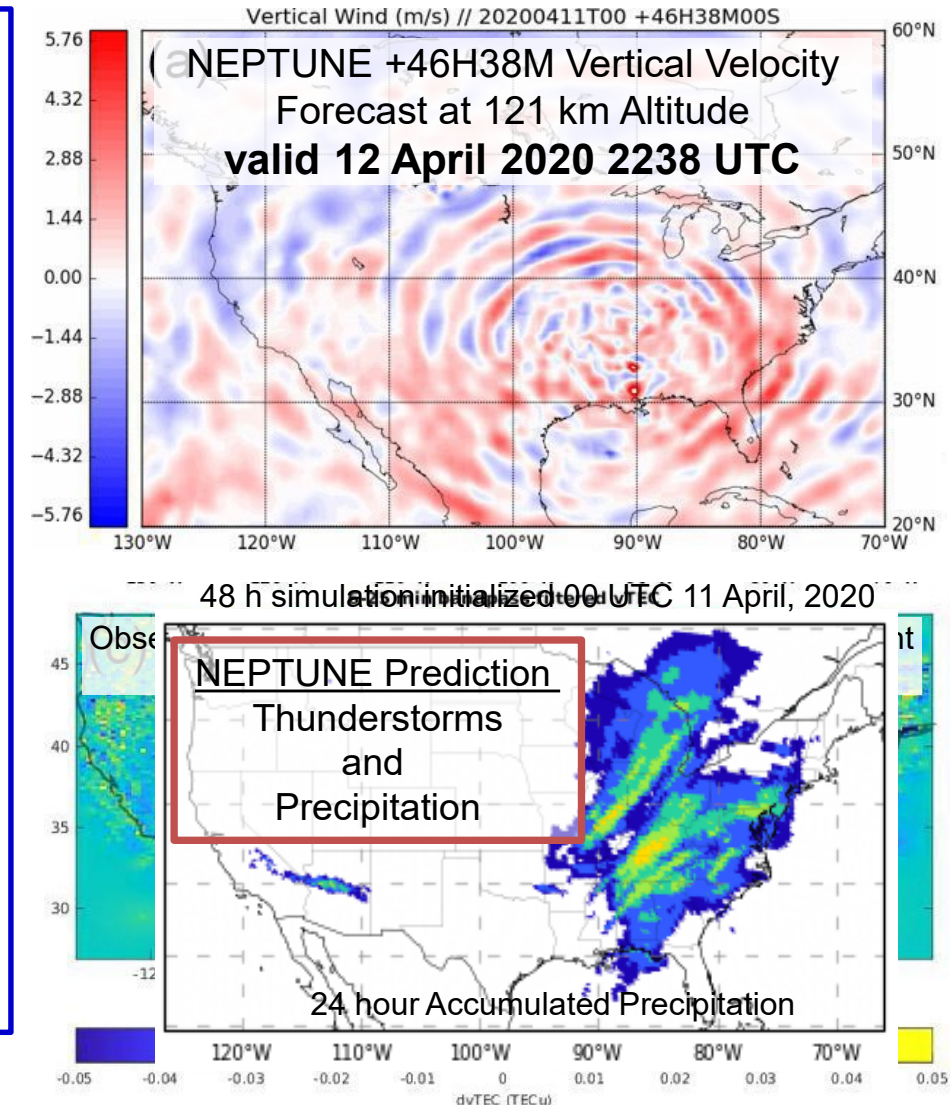 Vertical Wind (m/s) // 20200411T00 +46H38M00S
(a)
NEPTUNE +46H38M Vertical Velocity
Forecast at 121 km Altitude
valid 12 April 2020 2238 UTC
5.76
4.32
2.88
1.44
0.00
−1.44
−2.88
−4.32
−5.76
60°N
50°N
40°N
30°N
20°N
130°W 120°W 110°W 100°W 90°W 80°W 70°W
48 h simulation initialized 00 UTC 11 April, 2020
NEPTUNE Prediction
Thunderstorms
and
Precipitation
24 hour Accumulated Precipitation
45
40
35
30
-12
120°W 110°W 100°W 90°W 80°W 70°W
-0.05 -0.04 -0.03 -0.02 -0.01 0 0.01 0.02 0.03 0.04 0.05
dvTEC (TECu)